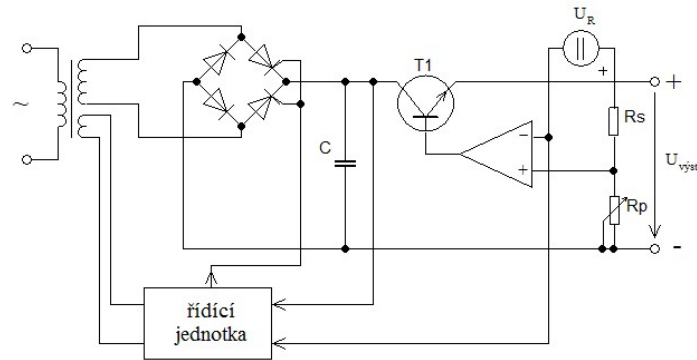 U_R
T1
+
+
~
Rs
C
−
U_výst
+
Rp
-
řídící
jednotka